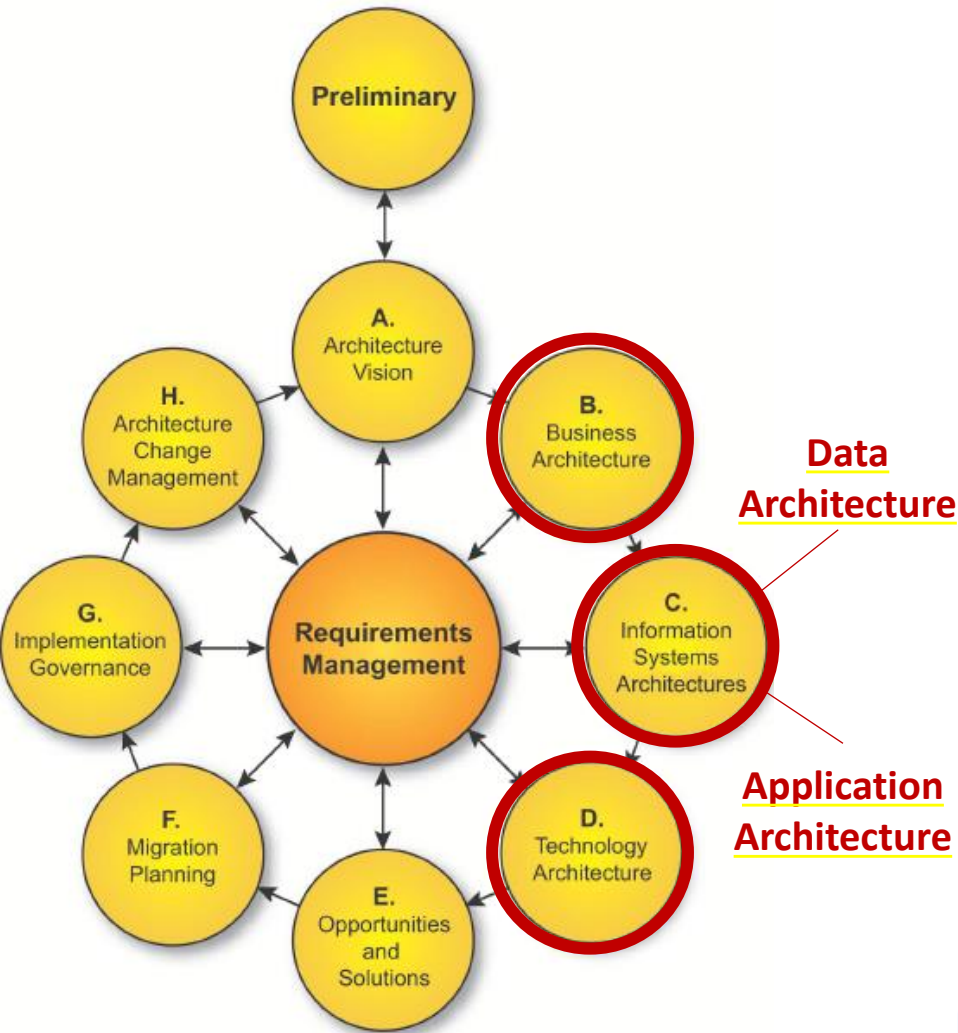 Preliminary
A.
Architecture
Vision
B.
Business
Architecture
Data
Architecture
C.
Information
Systems
Architectures
Application
Architecture
D.
Technology
Architecture
E.
Opportunities
and
Solutions
F.
Migration
Planning
G.
Implementation
Governance
H.
Architecture
Change
Management
Requirements
Management